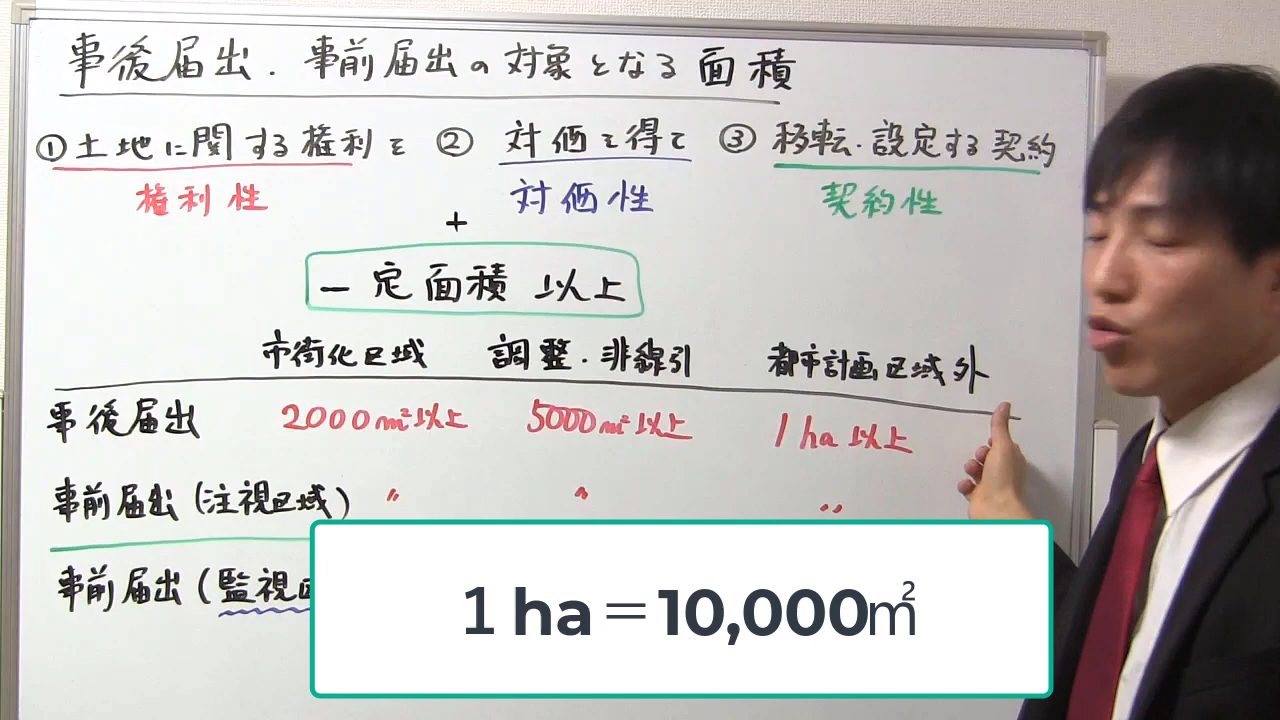 事後届出・事前届出の対象となる面積
①土地に関する権利を ②対価を得て ③移転・設定する契約
権利性 対価性 契約性
+
一定面積以上
市街化区域 調整・非線引 都市計画区域外
事後届出 2000㎡以上 5000㎡以上 1ha以上
事前届出(注視区域) 〃 〃 〃
事前届出(監視区
1ha=10,000㎡